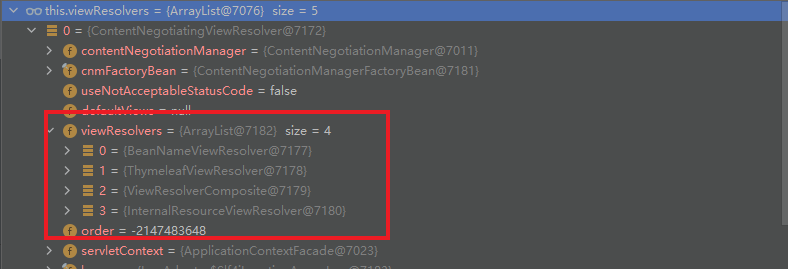 this.viewResolvers = {ArrayList@7076} size = 5
0 = {ContentNegotiatingViewResolver@7172}
contentNegotiationManager = {ContentNegotiationManager@7011}
cnmFactoryBean = {ContentNegotiationManagerFactoryBean@7181}
useNotAcceptableStatusCode = false
defaultViews = null
viewResolvers = {ArrayList@7182} size = 4
0 = {BeanNameViewResolver@7177}
1 = {ThymeleafViewResolver@7178}
2 = {ViewResolverComposite@7179}
3 = {InternalResourceViewResolver@7180}
order = -2147483648
servletContext = {ApplicationContextFacade@7023}